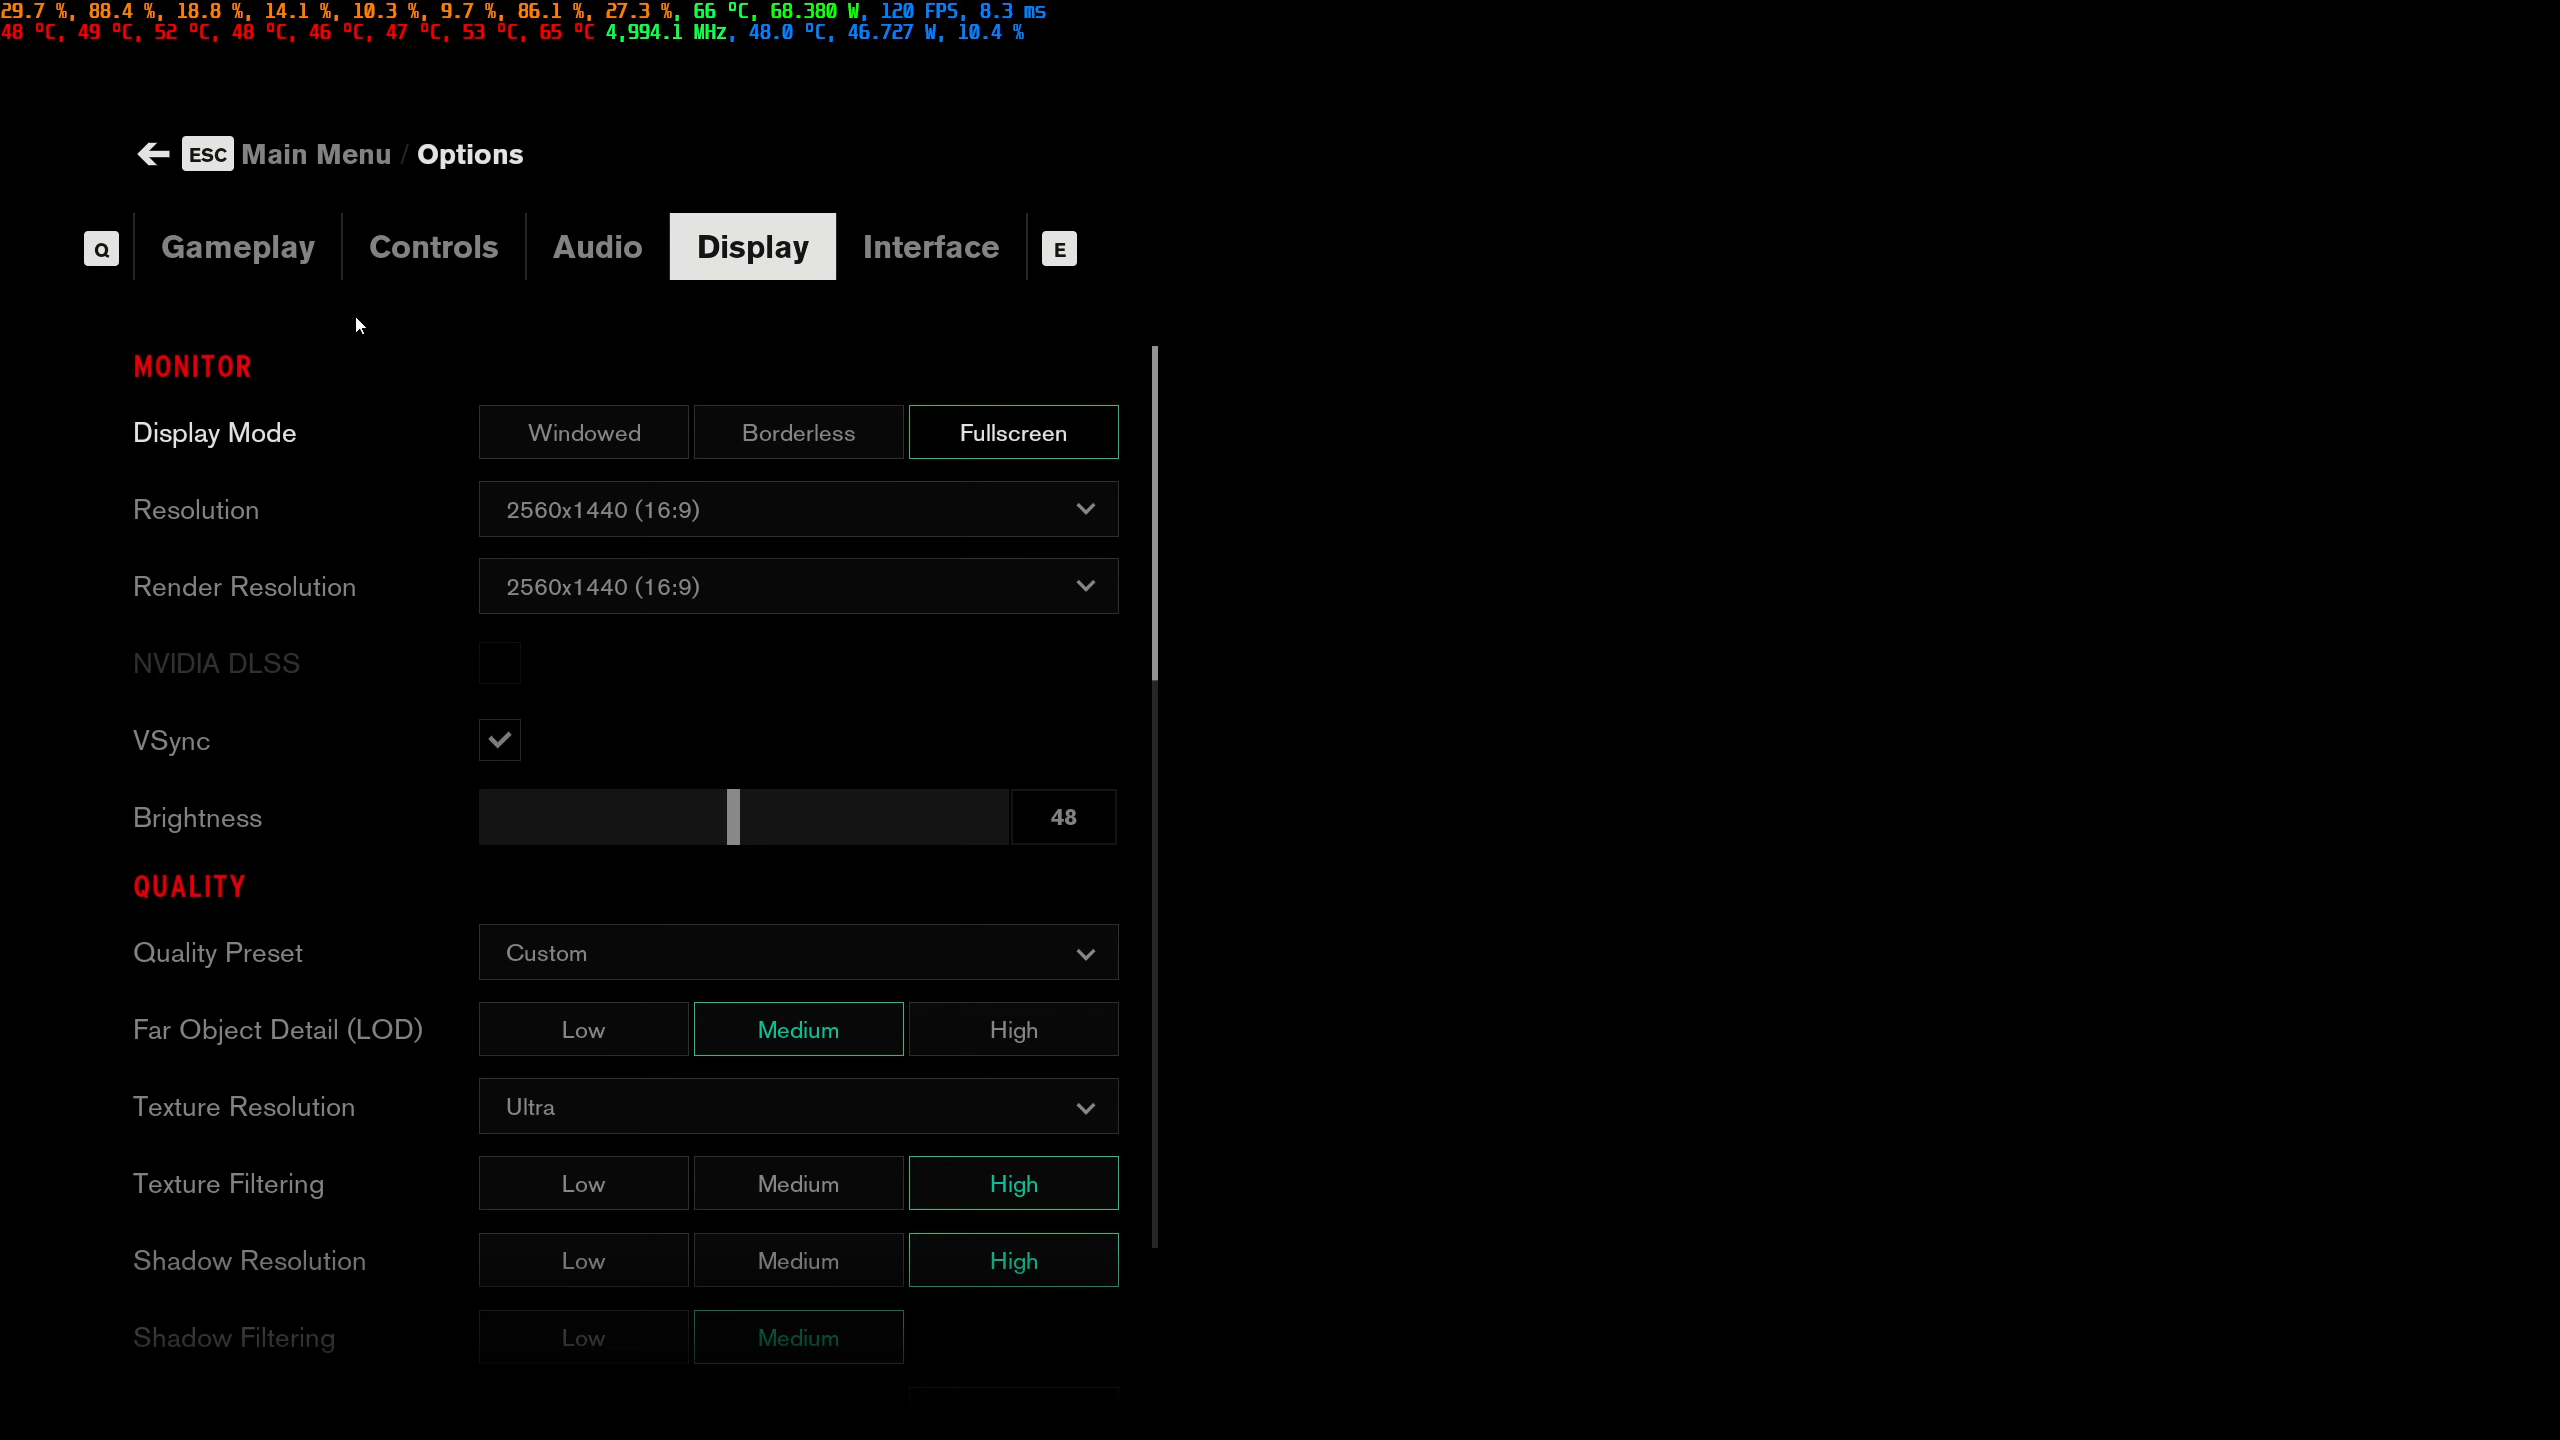 29.7 %, 88.4 %, 18.8 %, 14.1 %, 10.3 %, 9.7 %, 86.1 %, 27.3 %, 66 °C, 68.380 W, 120 FPS, 8.3 ms
48 °C, 49 °C, 52 °C, 48 °C, 46 °C, 47 °C, 53 °C, 65 °C 4,994.1 MHz, 48.0 °C, 46.727 W, 10.4 %
ESC Main Menu / Options
Q Gameplay Controls Audio Display Interface E
MONITOR
Display Mode Windowed Borderless Fullscreen
Resolution 2560x1440 (16:9)
Render Resolution 2560x1440 (16:9)
NVIDIA DLSS
VSync
Brightness 48
QUALITY
Quality Preset Custom
Far Object Detail (LOD) Low Medium High
Texture Resolution Ultra
Texture Filtering Low Medium High
Shadow Resolution Low Medium High
Shadow Filtering Low Medium